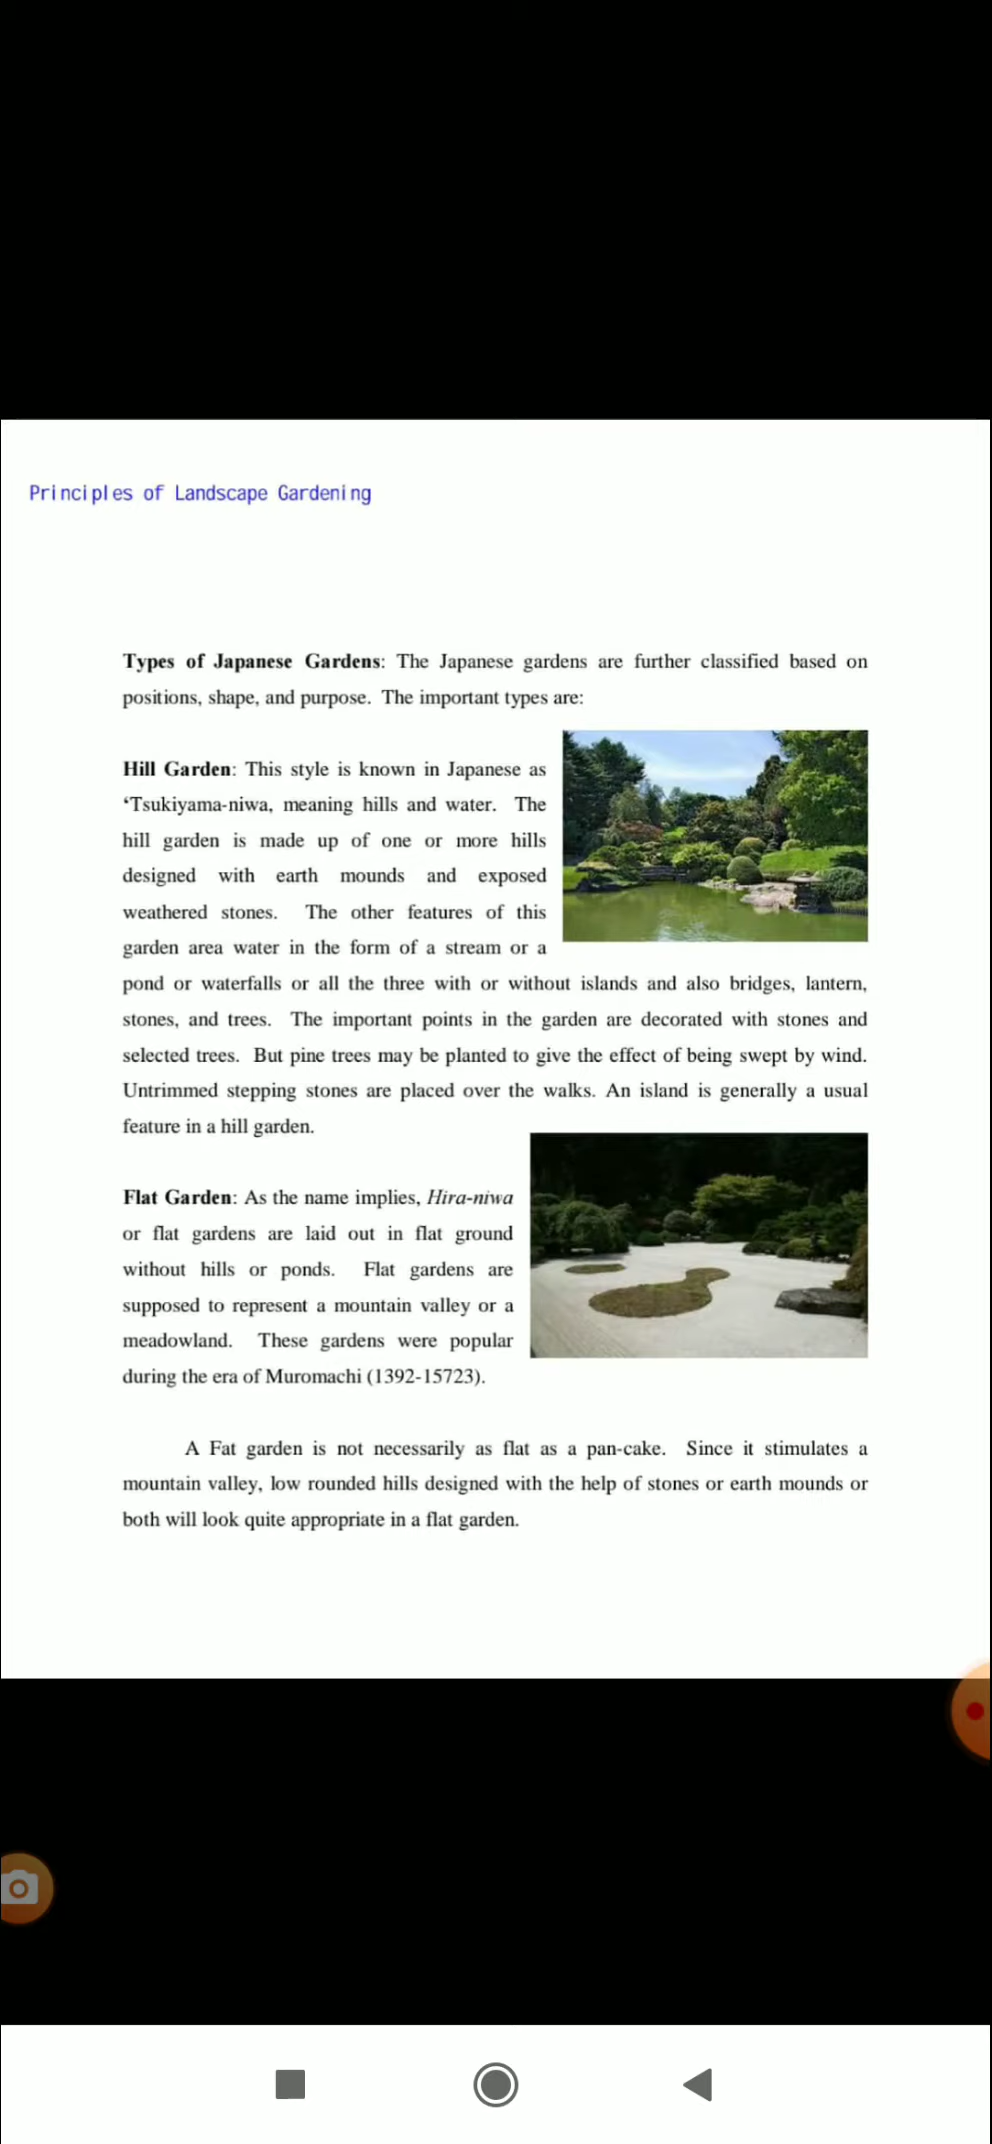 Principles of Landscape Gardening
Types of Japanese Gardens: The Japanese gardens are further classified based on
positions, shape, and purpose. The important types are:
Hill Garden: This style is known in Japanese as
‘Tsukiyama-niwa, meaning hills and water. The
hill garden is made up of one or more hills
designed with earth mounds and exposed
weathered stones. The other features of this
garden area water in the form of a stream or a
pond or waterfalls or all the three with or without islands and also bridges, lantern,
stones, and trees. The important points in the garden are decorated with stones and
selected trees. But pine trees may be planted to give the effect of being swept by wind.
Untrimmed stepping stones are placed over the walks. An island is generally a usual
feature in a hill garden.
Flat Garden: As the name implies, Hira-niwa
or flat gardens are laid out in flat ground
without hills or ponds. Flat gardens are
supposed to represent a mountain valley or a
meadowland. These gardens were popular
during the era of Muromachi (1392-15723).
A Fat garden is not necessarily as flat as a pan-cake. Since it stimulates a
mountain valley, low rounded hills designed with the help of stones or earth mounds or
both will look quite appropriate in a flat garden.